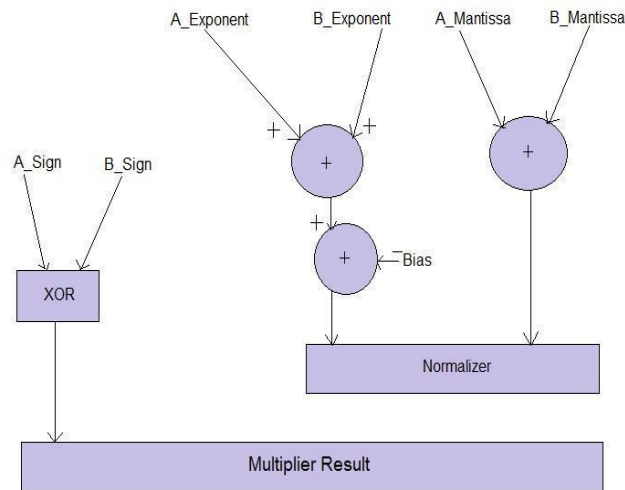 A_Exponent
B_Exponent
A_Mantissa
B_Mantissa
+
+
+
+
A_Sign
B_Sign
+
+
− Bias
XOR
Normalizer
Multiplier Result